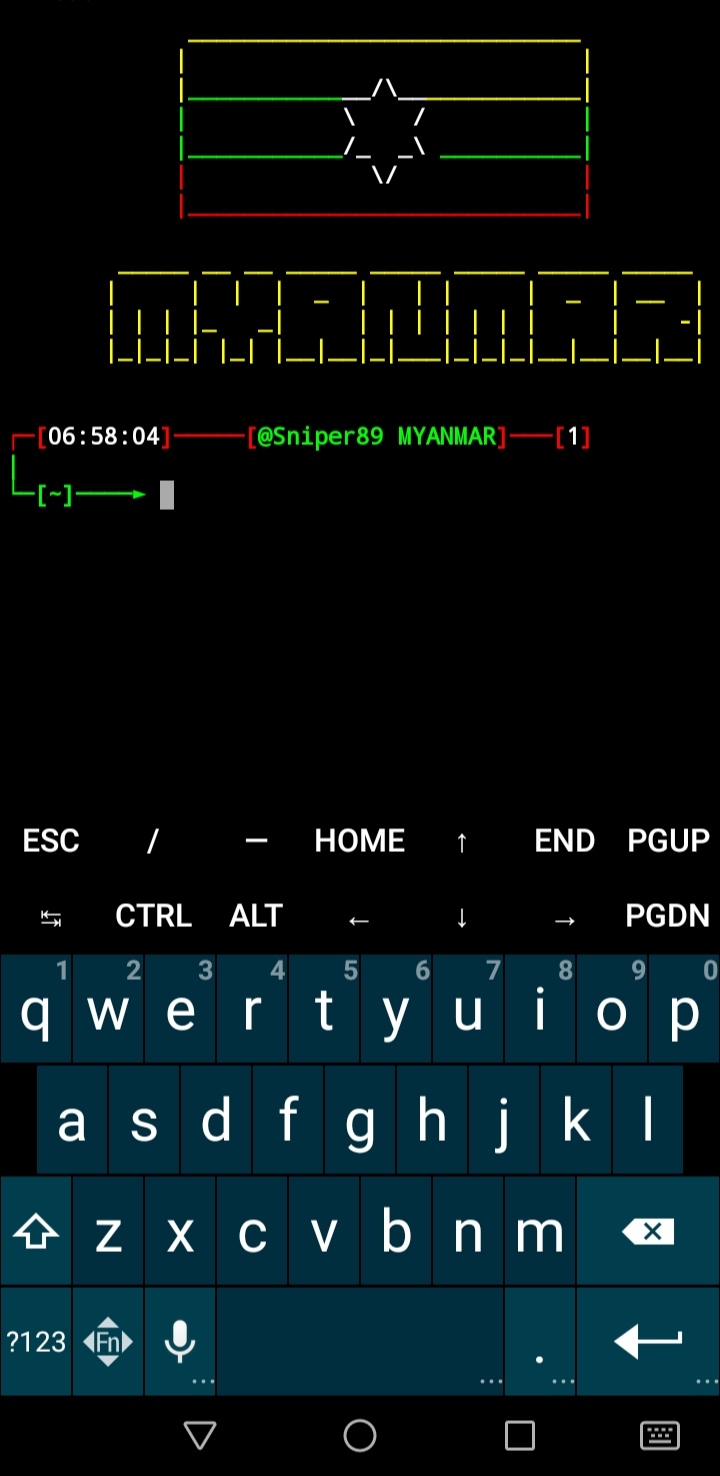 MYANMAR
[06:58:04] [@Sniper89 MYANMAR] [1]
[~]
ESC / — HOME ↑ END PGUP
↹ CTRL ALT ← ↓ → PGDN
1 2 3 4 5 6 7 8 9 0
q w e r t y u i o p
a s d f g h j k l
z x c v b n m
?123 Fn .